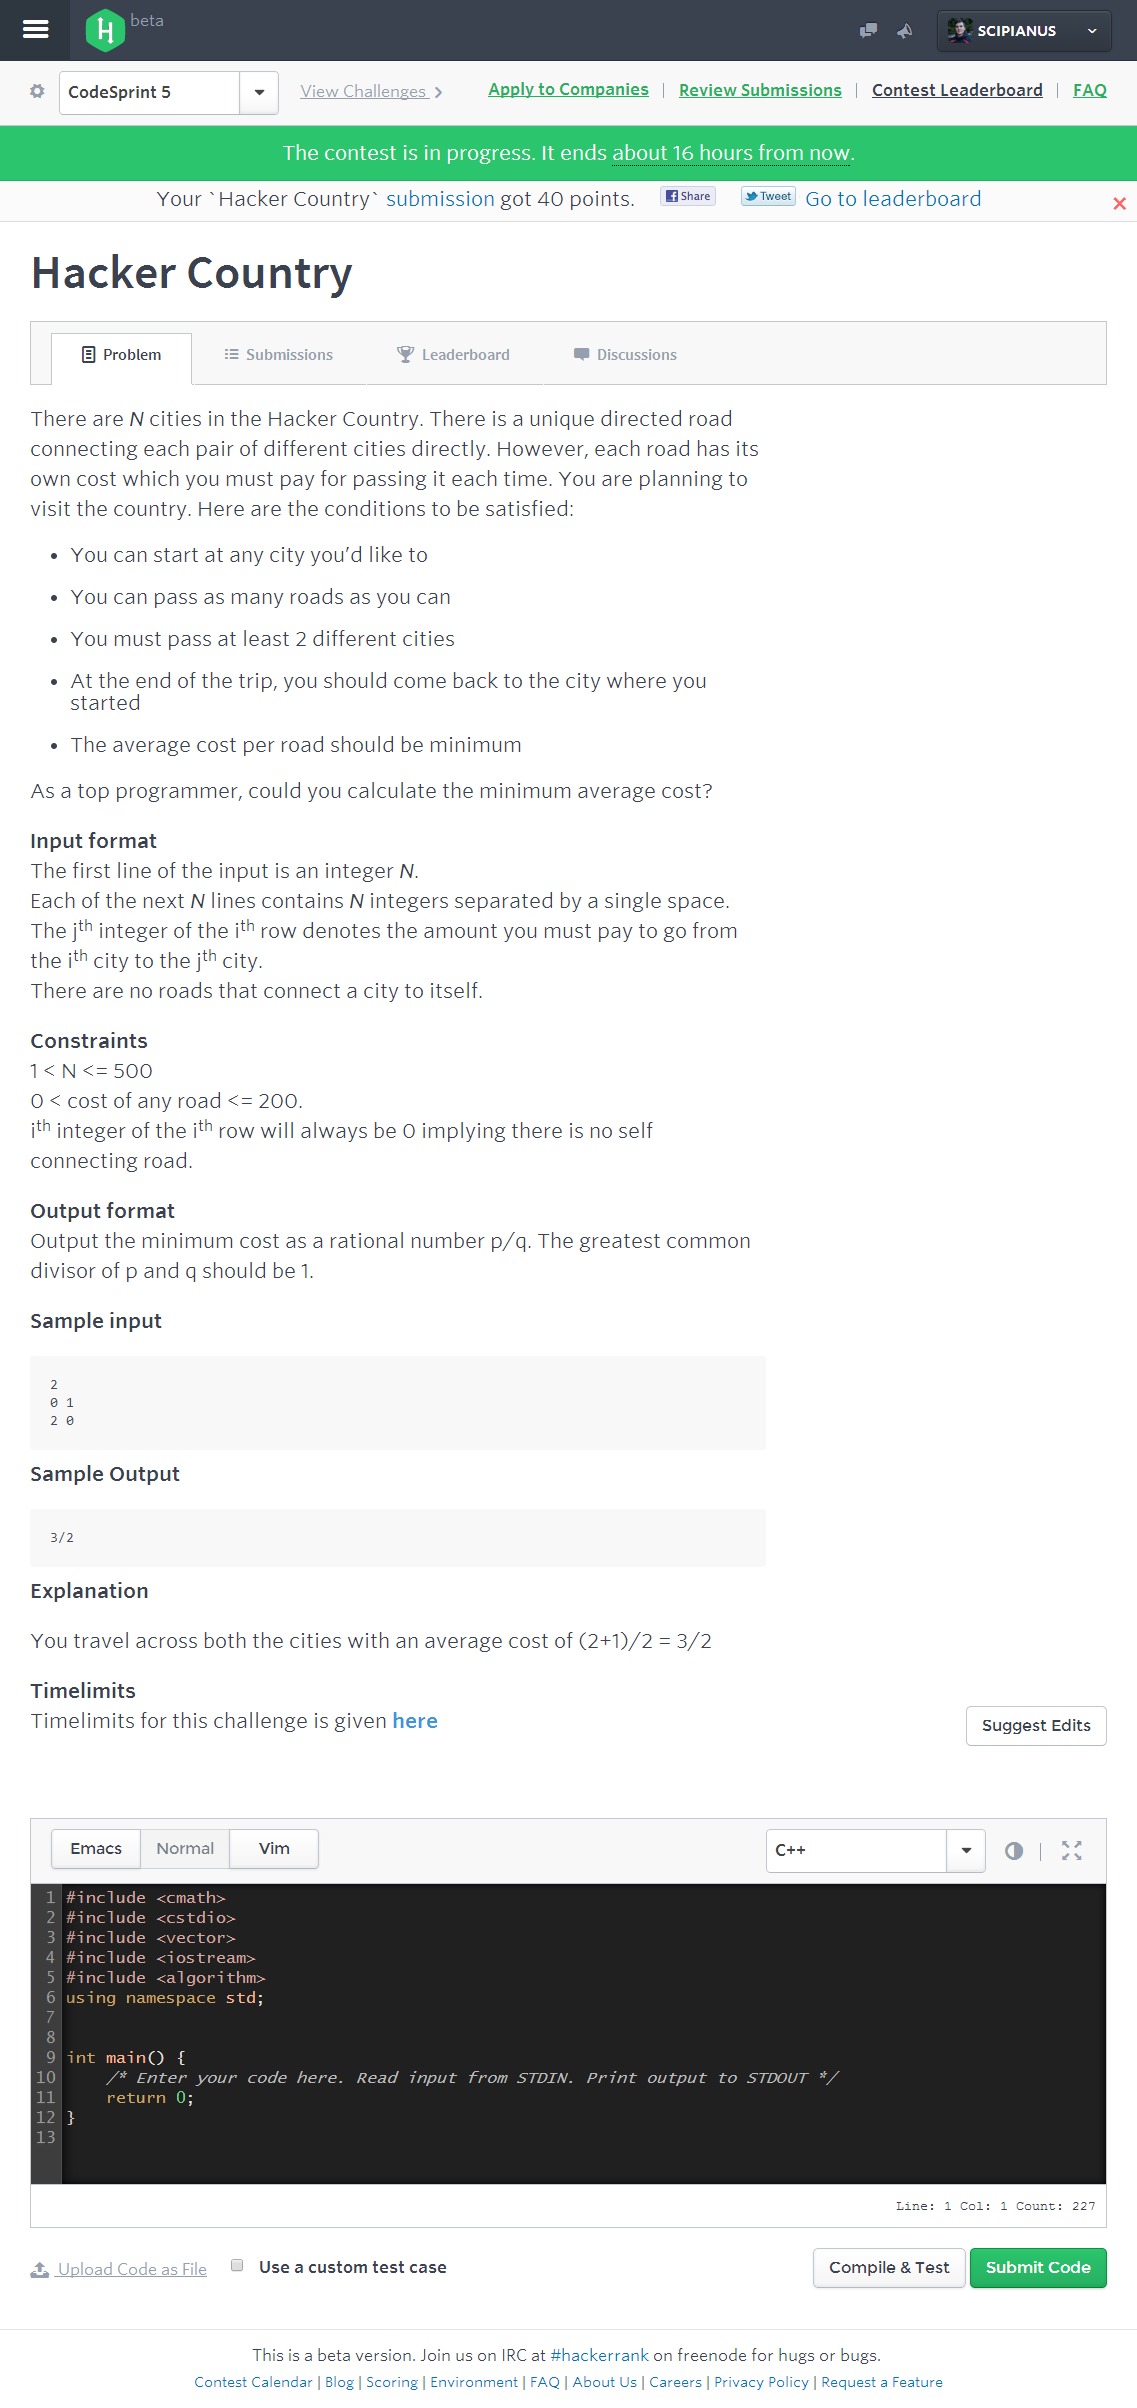 beta
SCIPIANUS
CodeSprint 5
View Challenges
Apply to Companies | Review Submissions | Contest Leaderboard | FAQ
The contest is in progress. It ends about 16 hours from now.
Your `Hacker Country` submission got 40 points. Share Tweet Go to leaderboard
Hacker Country
Problem Submissions Leaderboard Discussions
There are N cities in the Hacker Country. There is a unique directed road
connecting each pair of different cities directly. However, each road has its
own cost which you must pay for passing it each time. You are planning to
visit the country. Here are the conditions to be satisfied:
• You can start at any city you’d like to
• You can pass as many roads as you can
• You must pass at least 2 different cities
• At the end of the trip, you should come back to the city where you
started
• The average cost per road should be minimum
As a top programmer, could you calculate the minimum average cost?
Input format
The first line of the input is an integer N.
Each of the next N lines contains N integers separated by a single space.
The jth integer of the ith row denotes the amount you must pay to go from
the ith city to the jth city.
There are no roads that connect a city to itself.
Constraints
1 < N <= 500
0 < cost of any road <= 200.
ith integer of the ith row will always be 0 implying there is no self
connecting road.
Output format
Output the minimum cost as a rational number p/q. The greatest common
divisor of p and q should be 1.
Sample input
2
0 1
2 0
Sample Output
3/2
Explanation
You travel across both the cities with an average cost of (2+1)/2 = 3/2
Timelimits
Timelimits for this challenge is given here
Suggest Edits
Emacs Normal Vim
C++
1 #include <cmath>
2 #include <cstdio>
3 #include <vector>
4 #include <iostream>
5 #include <algorithm>
6 using namespace std;
7
8
9 int main() {
10 /* Enter your code here. Read input from STDIN. Print output to STDOUT */
11 return 0;
12 }
13
Line: 1 Col: 1 Count: 227
Upload Code as File
Use a custom test case
Compile & Test
Submit Code
This is a beta version. Join us on IRC at #hackerrank on freenode for hugs or bugs.
Contest Calendar | Blog | Scoring | Environment | FAQ | About Us | Careers | Privacy Policy | Request a Feature